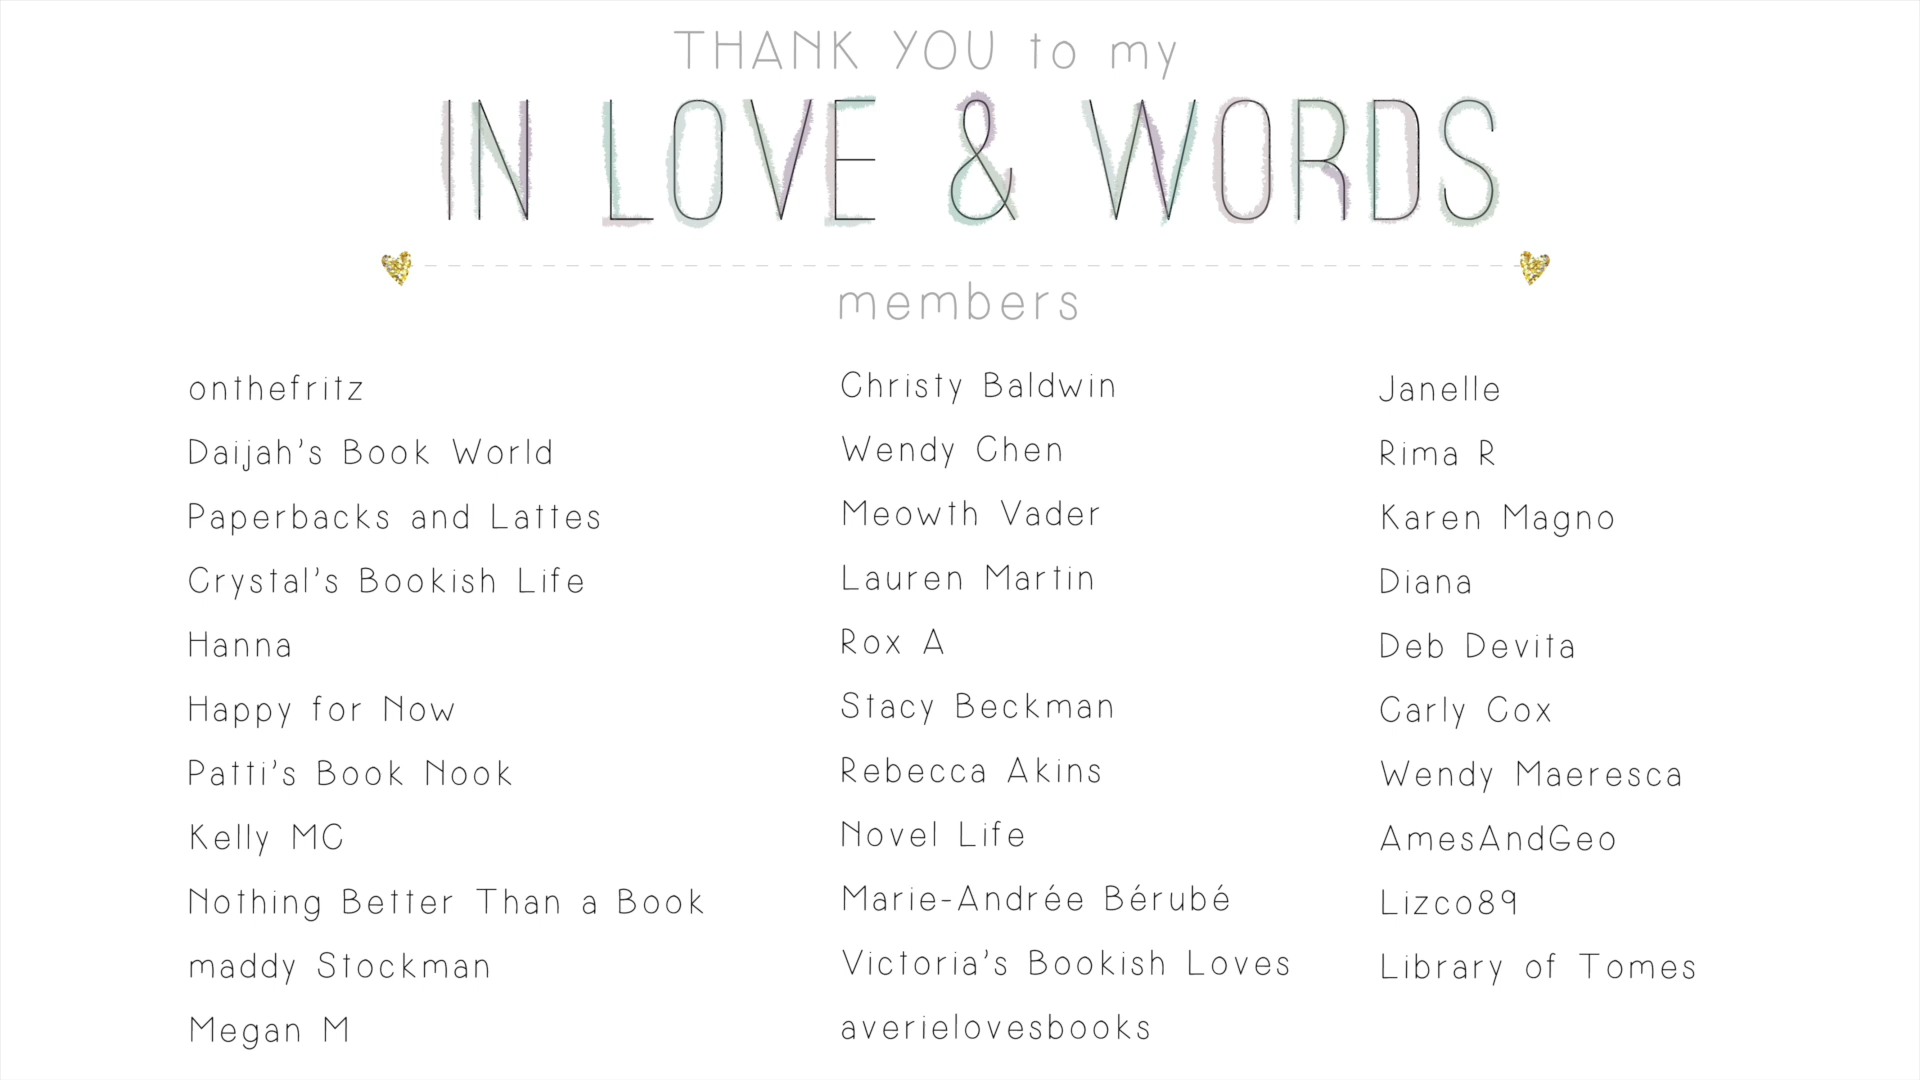 THANK YOU to my
IN LOVE & WORDS
members
onthefritz
Daijah's Book World
Paperbacks and Lattes
Crystal's Bookish Life
Hanna
Happy for Now
Patti's Book Nook
Kelly MC
Nothing Better Than a Book
maddy Stockman
Megan M
Christy Baldwin
Wendy Chen
Meowth Vader
Lauren Martin
Rox A
Stacy Beckman
Rebecca Akins
Novel Life
Marie-Andrée Bérubé
Victoria's Bookish Loves
averielovesbooks
Janelle
Rima R
Karen Magno
Diana
Deb Devita
Carly Cox
Wendy Maeresca
AmesAndGeo
Lizco89
Library of Tomes